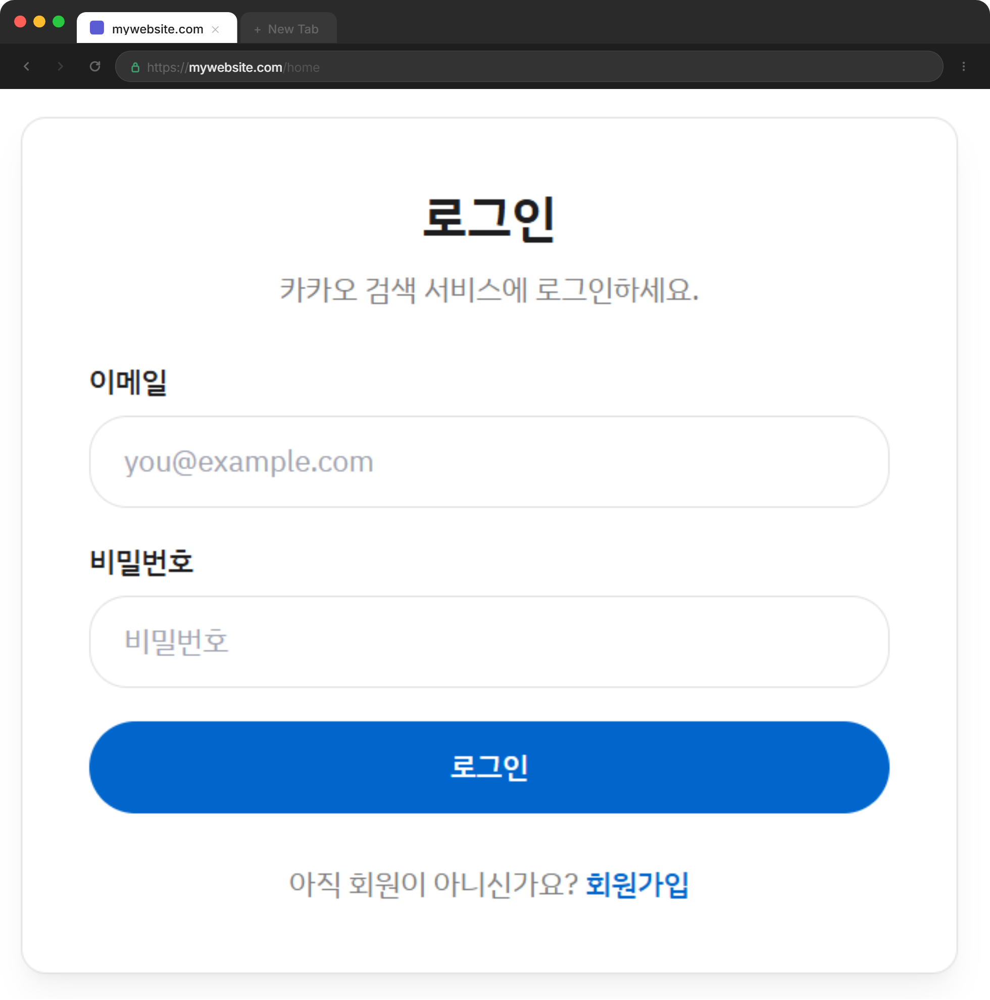 mywebsite.com
+ New Tab
https://mywebsite.com/home
로그인
카카오 검색 서비스에 로그인하세요.
이메일
you@example.com
비밀번호
비밀번호
로그인
아직 회원이 아니신가요? 회원가입